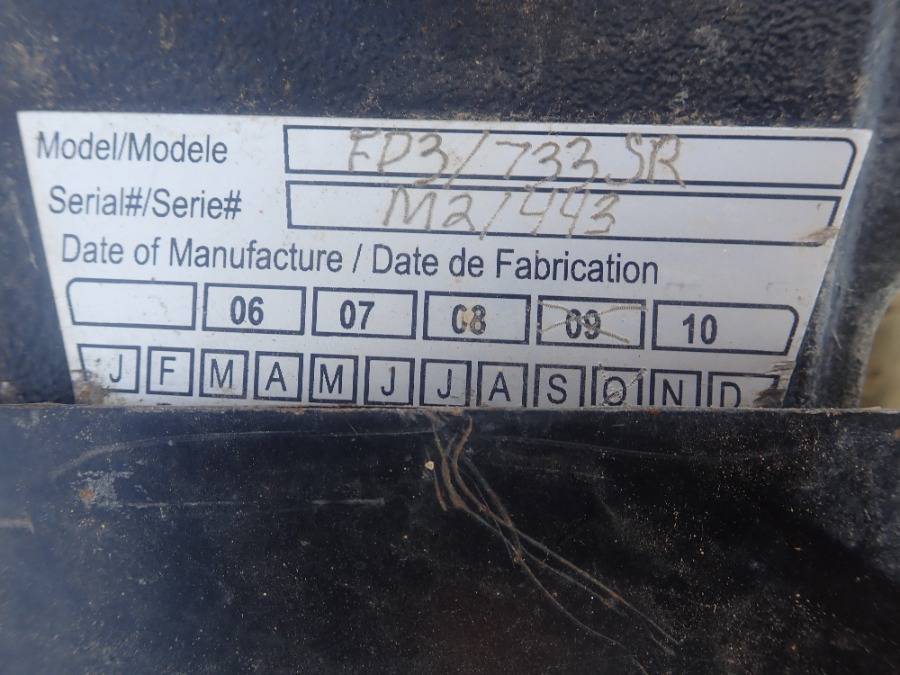 Model/Modele FD3/733SR
Serial#/Serie# M21443
Date of Manufacture / Date de Fabrication
06 07 08 09 10
J F M A M J J A S O N D